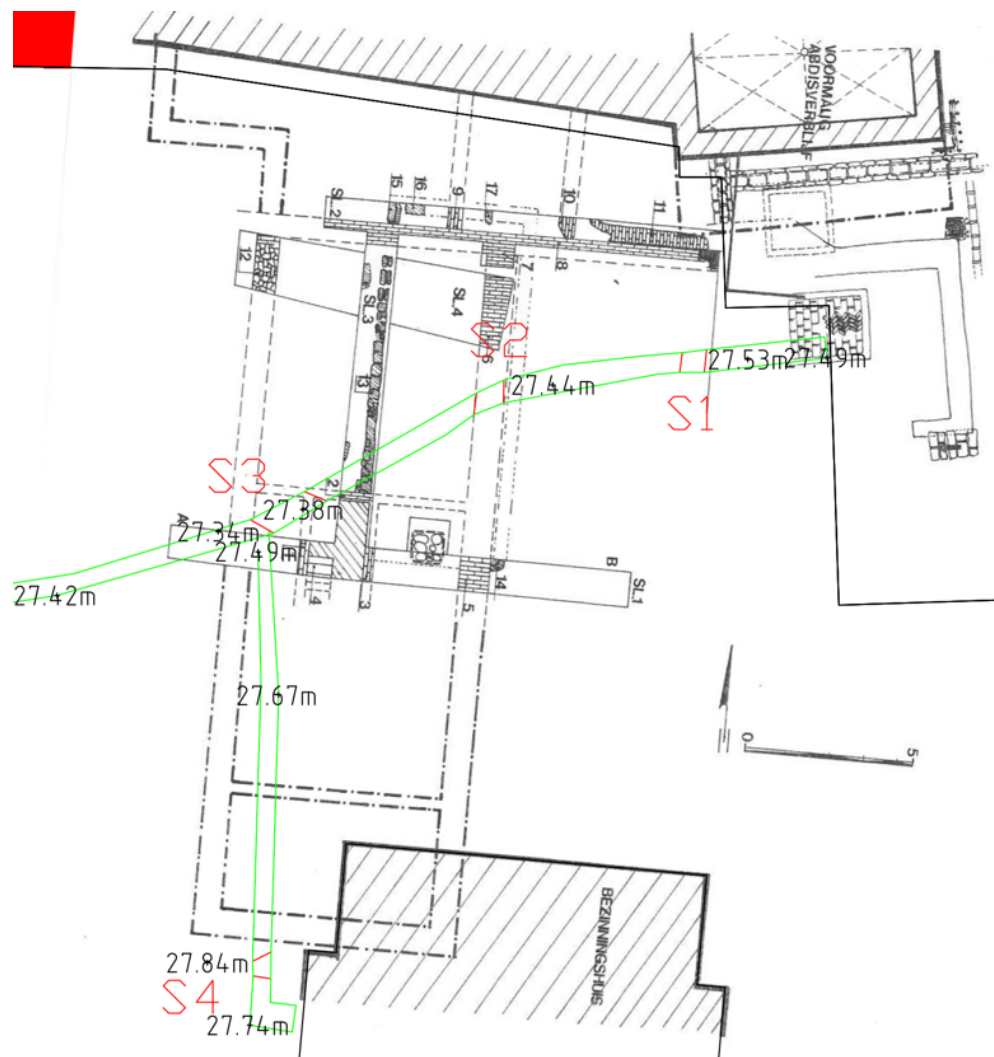 VOORMALIG
ABDISVERBLIJF
SL.2
15
16
9
17
10
11
12
SL.3
SL.4
7
8
S2
6
13
27.44m
27.53m
27.49m
S1
S3
2
27.38m
A
27.34m
27.49m
B
SL.1
27.42m
4
3
5
14
27.67m
0
5
BEZINNINGSHUIS
27.84m
S4
27.74m